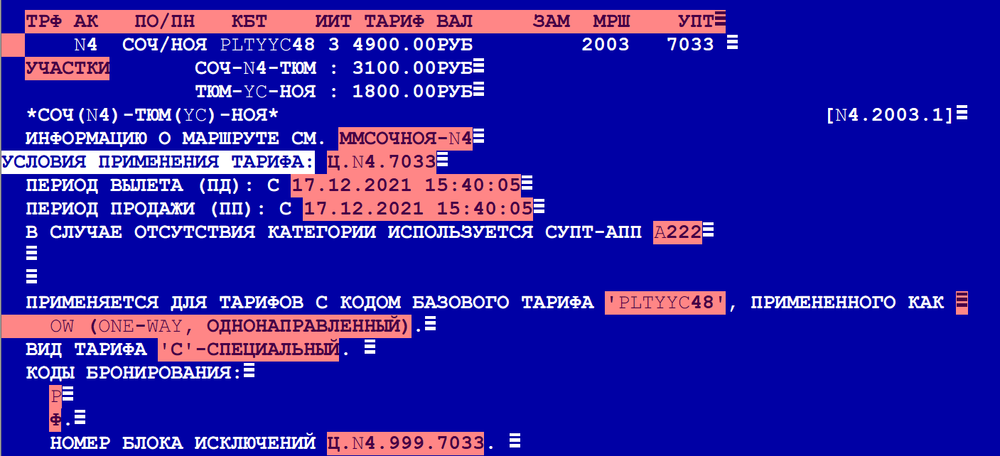 ТРФ АК ПО/ПН КБТ ИИТ ТАРИФ ВАЛ ЗАМ МРШ УПТ
N4 СОЧ/НОЯ PLTYYC48 3 4900.00РУБ 2003 7033
УЧАСТКИ СОЧ-N4-ТЮМ : 3100.00РУБ
ТЮМ-YC-НОЯ : 1800.00РУБ
*СОЧ(N4)-ТЮМ(YC)-НОЯ* [N4.2003.1]
ИНФОРМАЦИЮ О МАРШРУТЕ СМ. ММСОЧНОЯ-N4
УСЛОВИЯ ПРИМЕНЕНИЯ ТАРИФА: Ц.N4.7033
ПЕРИОД ВЫЛЕТА (ПД): С 17.12.2021 15:40:05
ПЕРИОД ПРОДАЖИ (ПП): С 17.12.2021 15:40:05
В СЛУЧАЕ ОТСУТСТВИЯ КАТЕГОРИИ ИСПОЛЬЗУЕТСЯ СУПТ-АПП A222
ПРИМЕНЯЕТСЯ ДЛЯ ТАРИФОВ С КОДОМ БАЗОВОГО ТАРИФА 'PLTYYC48', ПРИМЕНЕННОГО КАК
OW (ONE-WAY, ОДНОНАПРАВЛЕННЫЙ).
ВИД ТАРИФА 'С'-СПЕЦИАЛЬНЫЙ.
КОДЫ БРОНИРОВАНИЯ:
P
Ф.
НОМЕР БЛОКА ИСКЛЮЧЕНИЙ Ц.N4.999.7033.